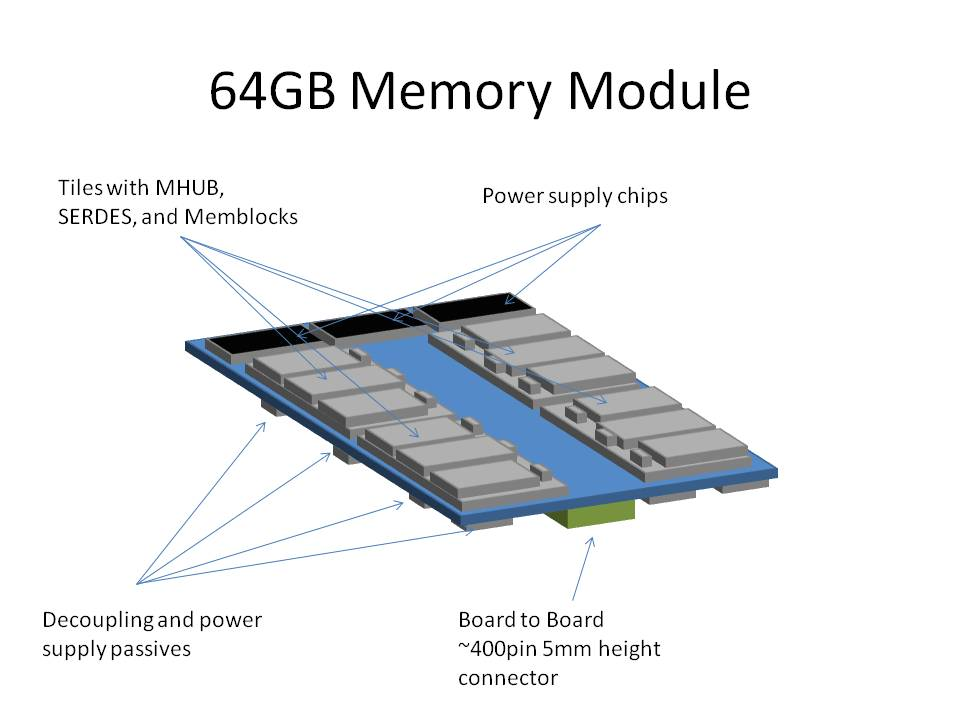 64GB Memory Module
Tiles with MHUB,
SERDES, and Memblocks
Power supply chips
Decoupling and power
supply passives
Board to Board
~400pin 5mm height
connector